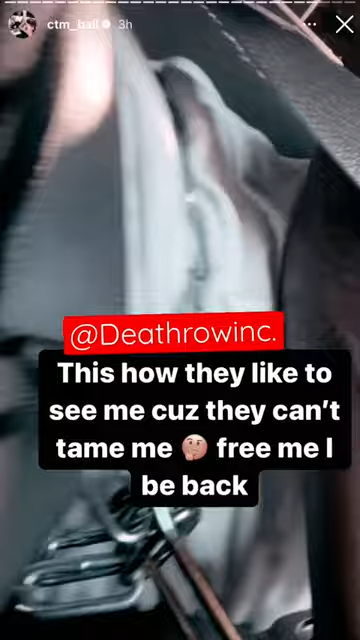 ctm_ball 3h
@Deathrowinc.
This how they like to
see me cuz they can't
tame me 🤔 free me I
be back